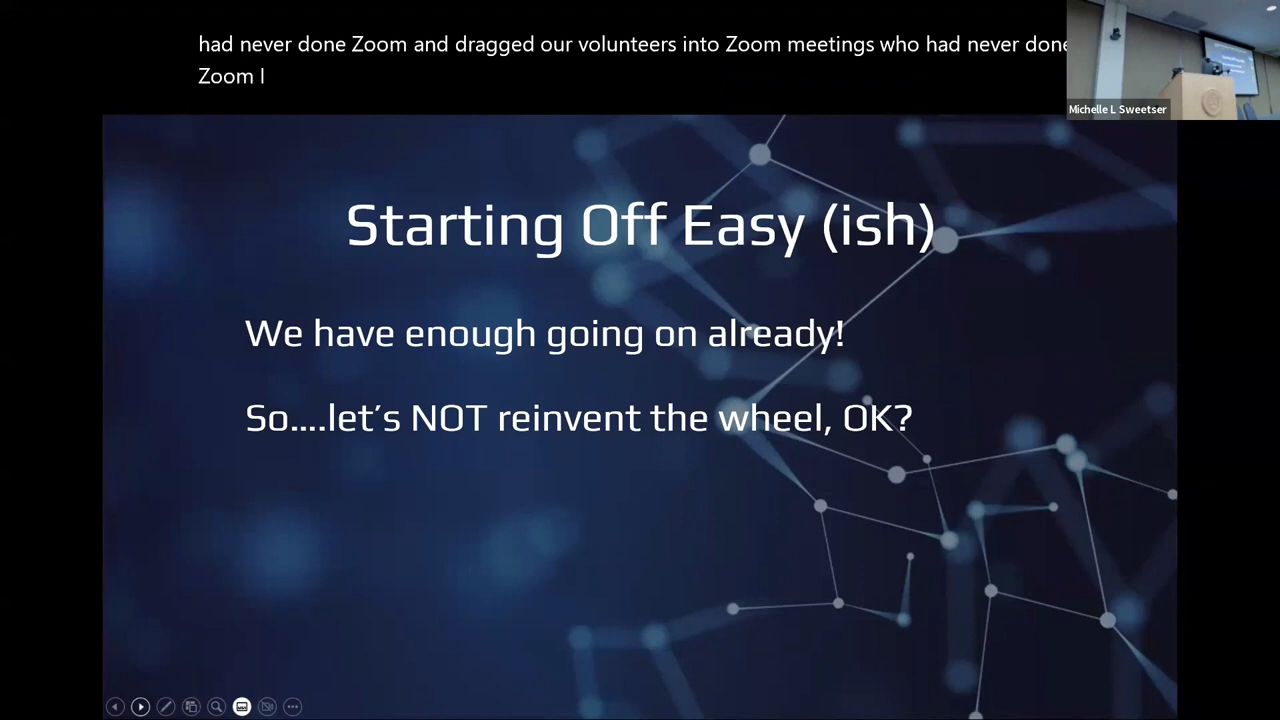 had never done Zoom and dragged our volunteers into Zoom meetings who had never done
Zoom I
Michelle L Sweetser
Starting Off Easy (ish)
We have enough going on already!
So....let's NOT reinvent the wheel, OK?